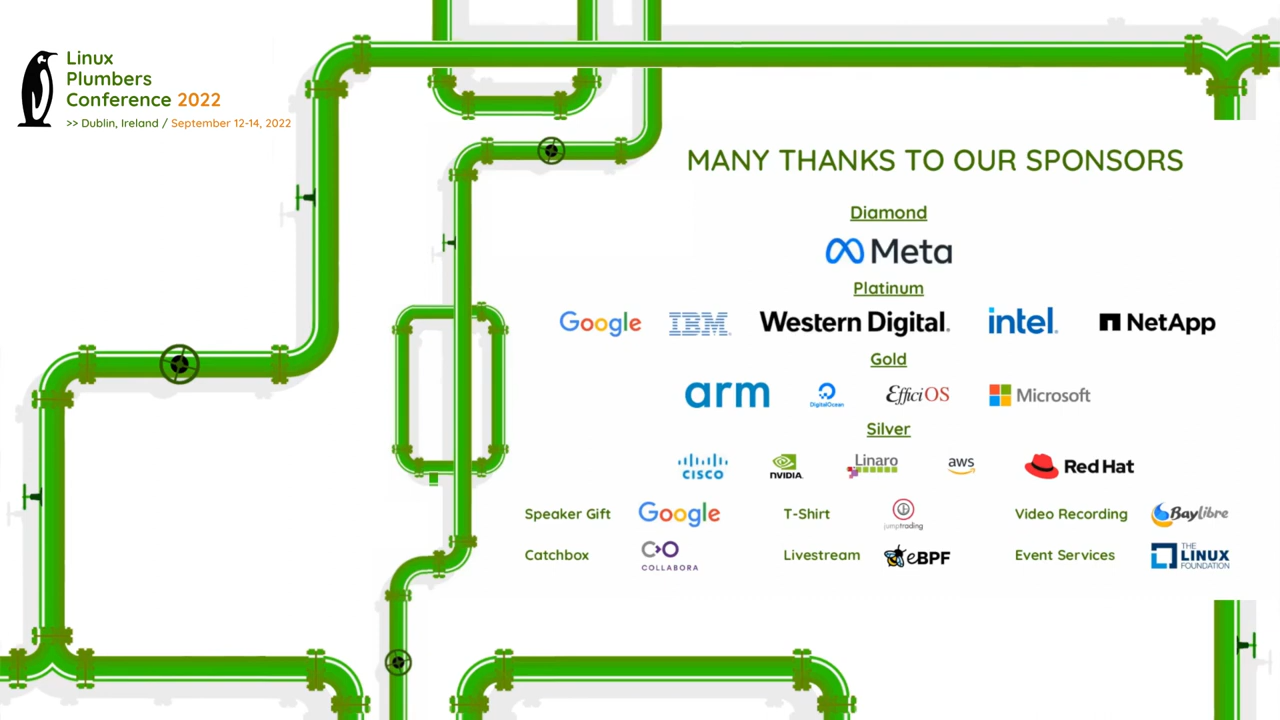 Linux
Plumbers
Conference 2022
>> Dublin, Ireland / September 12-14, 2022
MANY THANKS TO OUR SPONSORS
Diamond
Meta
Platinum
Google IBM Western Digital. intel. NetApp
Gold
arm DigitalOcean EfficiOS Microsoft
Silver
CISCO NVIDIA. Linaro aws Red Hat
Speaker Gift Google T-Shirt jumptrading Video Recording Baylibre
Catchbox COLLABORA Livestream eBPF Event Services THE LINUX FOUNDATION